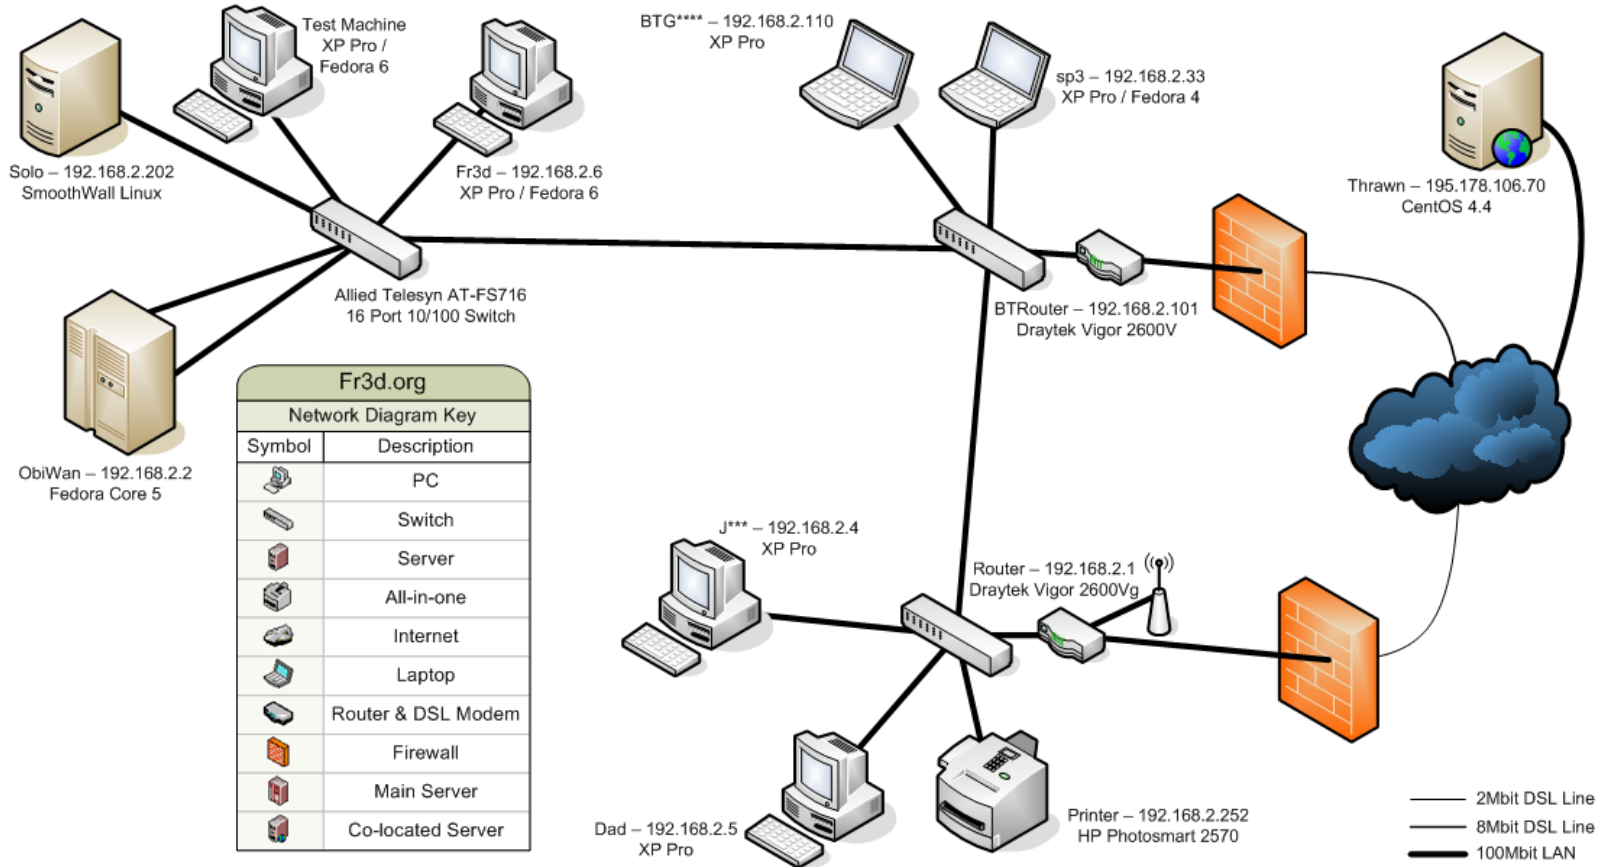 Test Machine
XP Pro /
Fedora 6
BTG**** – 192.168.2.110
XP Pro
sp3 – 192.168.2.33
XP Pro / Fedora 4
Solo – 192.168.2.202
SmoothWall Linux
Fr3d – 192.168.2.6
XP Pro / Fedora 6
Thrawn – 195.178.106.70
CentOS 4.4
Allied Telesyn AT-FS716
16 Port 10/100 Switch
BTRouter – 192.168.2.101
Draytek Vigor 2600V
ObiWan – 192.168.2.2
Fedora Core 5
Fr3d.org
Network Diagram Key
Symbol Description
PC
Switch
Server
All-in-one
Internet
Laptop
Router & DSL Modem
Firewall
Main Server
Co-located Server
J*** – 192.168.2.4
XP Pro
Router – 192.168.2.1
Draytek Vigor 2600Vg
Dad – 192.168.2.5
XP Pro
Printer – 192.168.2.252
HP Photosmart 2570
2Mbit DSL Line
8Mbit DSL Line
100Mbit LAN